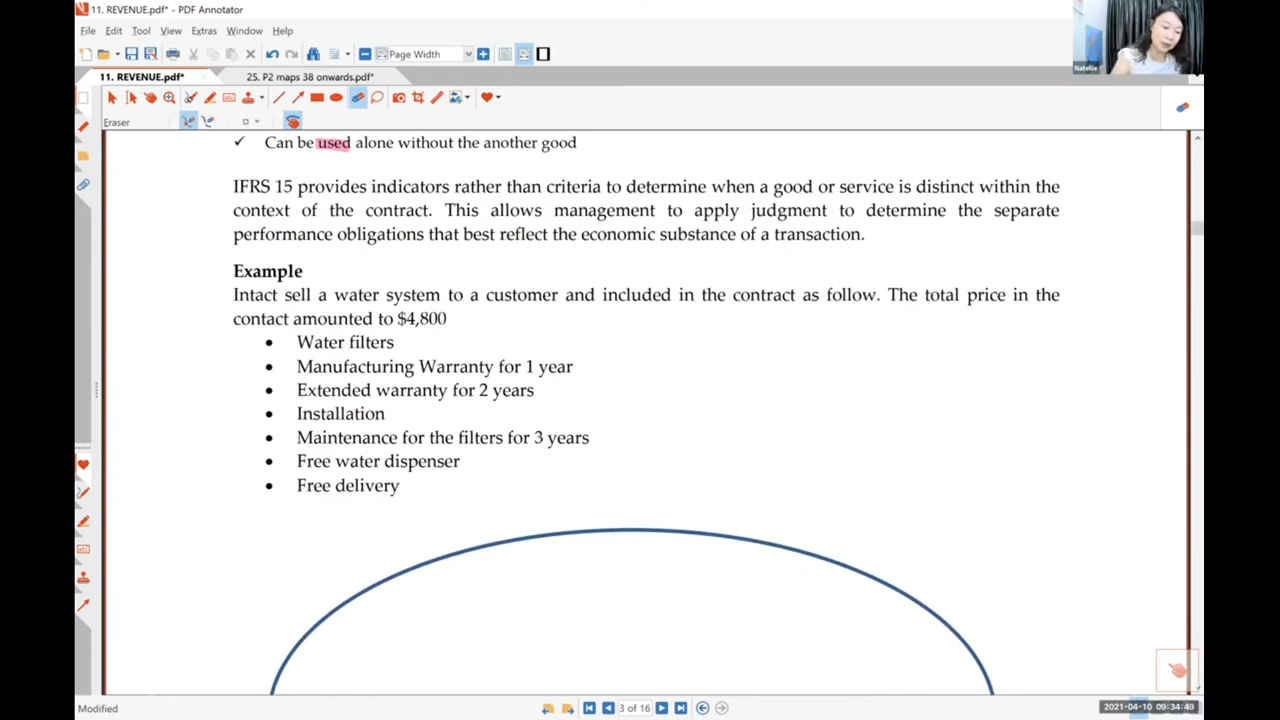 11. REVENUE.pdf* - PDF Annotator
File Edit Tool View Extras Window Help
Page Width
11. REVENUE.pdf* 25. P2 maps 38 onwards.pdf*
Eraser
Natellie
✓ Can be used alone without the another good
IFRS 15 provides indicators rather than criteria to determine when a good or service is distinct within the
context of the contract. This allows management to apply judgment to determine the separate
performance obligations that best reflect the economic substance of a transaction.
Example
Intact sell a water system to a customer and included in the contract as follow. The total price in the
contact amounted to $4,800
• Water filters
• Manufacturing Warranty for 1 year
• Extended warranty for 2 years
• Installation
• Maintenance for the filters for 3 years
• Free water dispenser
• Free delivery
Modified
3 of 16
2021-04-10 09:34:49